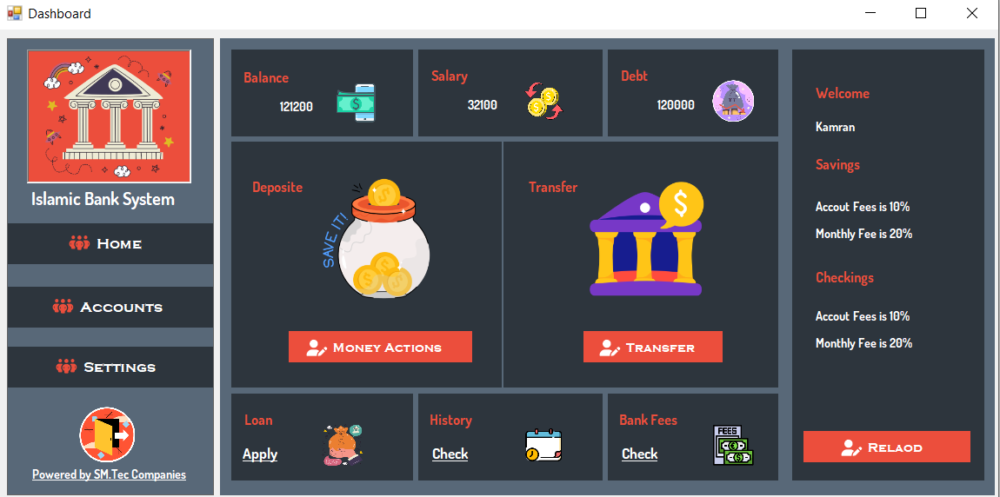 Dashboard
Islamic Bank System
Home
Accounts
Settings
Powered by SM.Tec Companies
Balance
121200
Salary
32100
Debt
120000
Deposite
SAVE IT!
Money Actions
Transfer
$
Transfer
Loan
Apply
History
Check
Bank Fees
FEES
Check
Welcome
Kamran
Savings
Accout Fees is 10%
Monthly Fee is 20%
Checkings
Accout Fees is 10%
Monthly Fee is 20%
Relaod